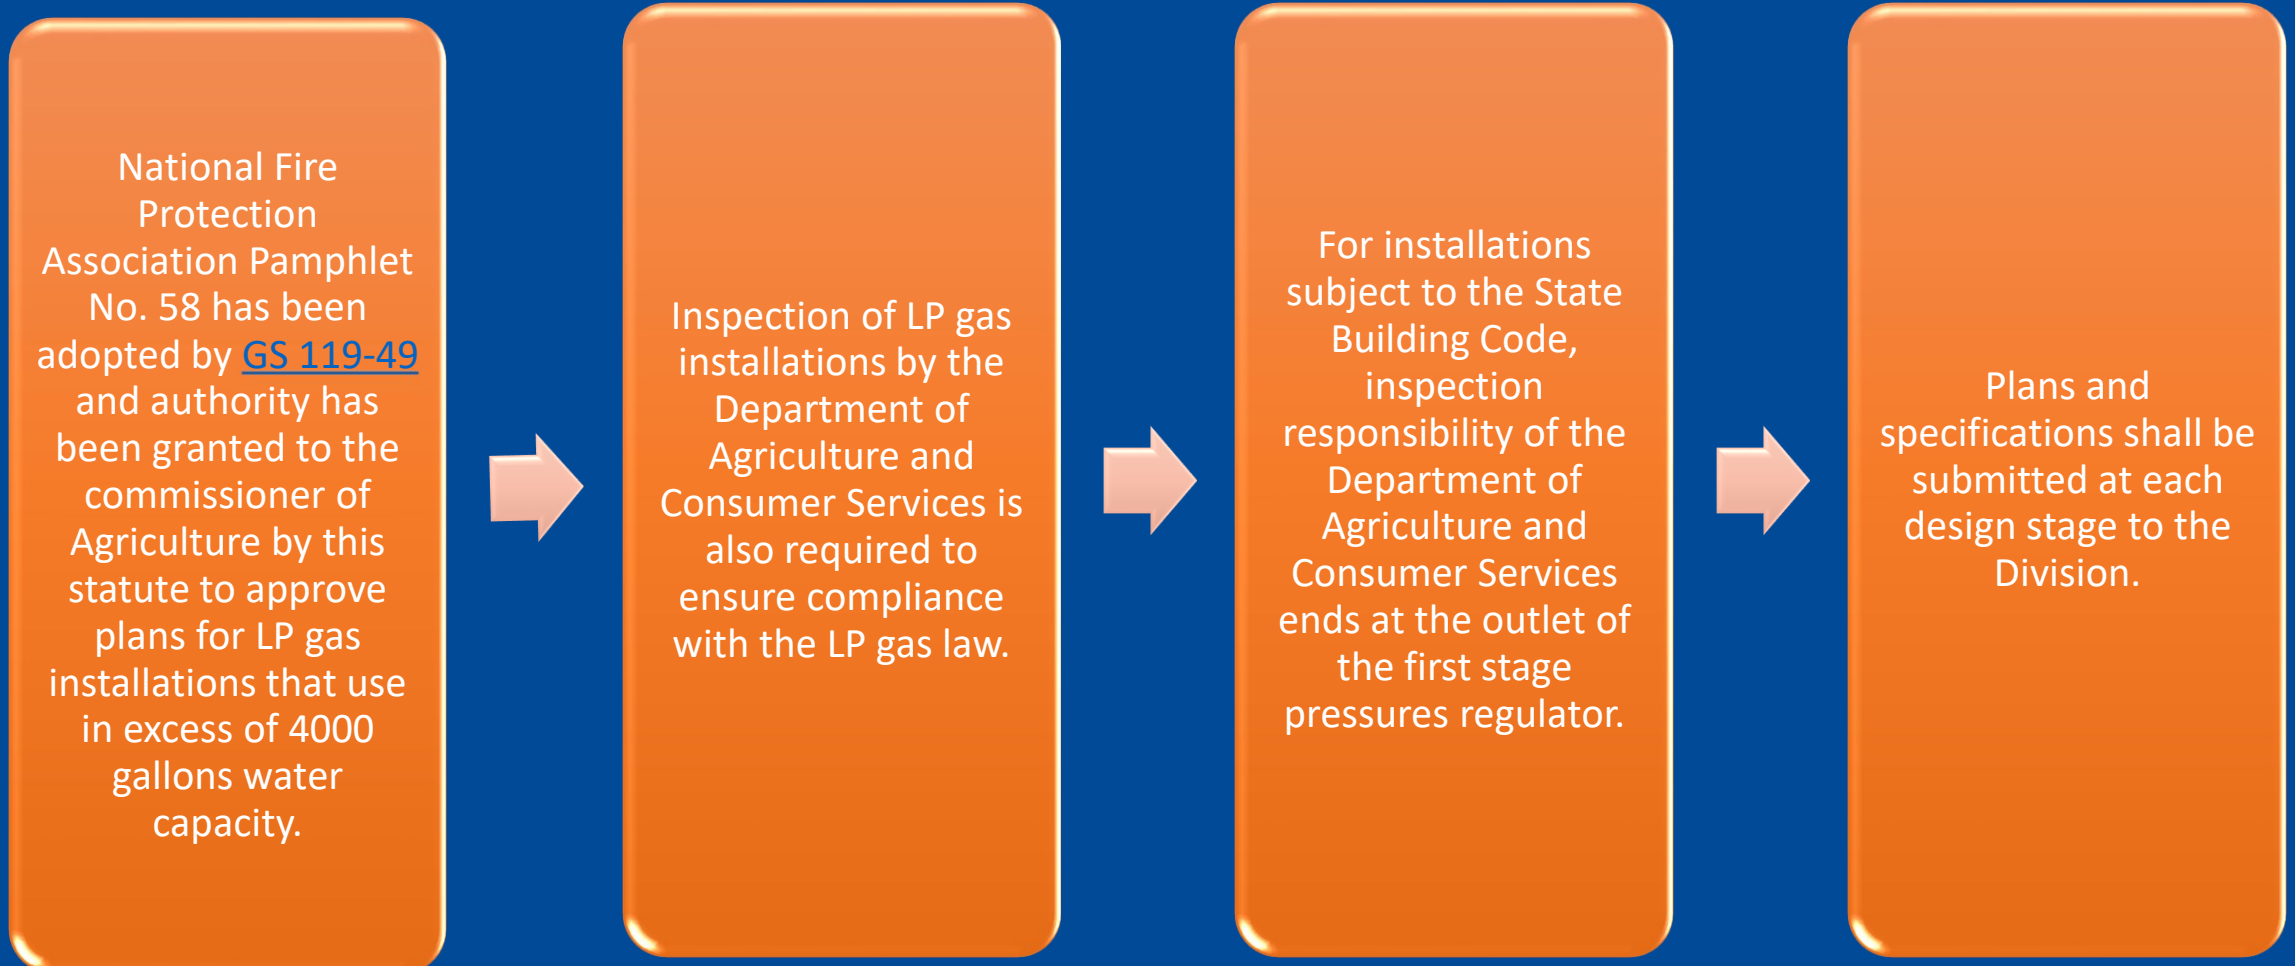 National Fire
Protection
Association Pamphlet
No. 58 has been
adopted by GS 119-49
and authority has
been granted to the
commissioner of
Agriculture by this
statute to approve
plans for LP gas
installations that use
in excess of 4000
gallons water
capacity.
Inspection of LP gas
installations by the
Department of
Agriculture and
Consumer Services is
also required to
ensure compliance
with the LP gas law.
For installations
subject to the State
Building Code,
inspection
responsibility of the
Department of
Agriculture and
Consumer Services
ends at the outlet of
the first stage
pressures regulator.
Plans and
specifications shall be
submitted at each
design stage to the
Division.